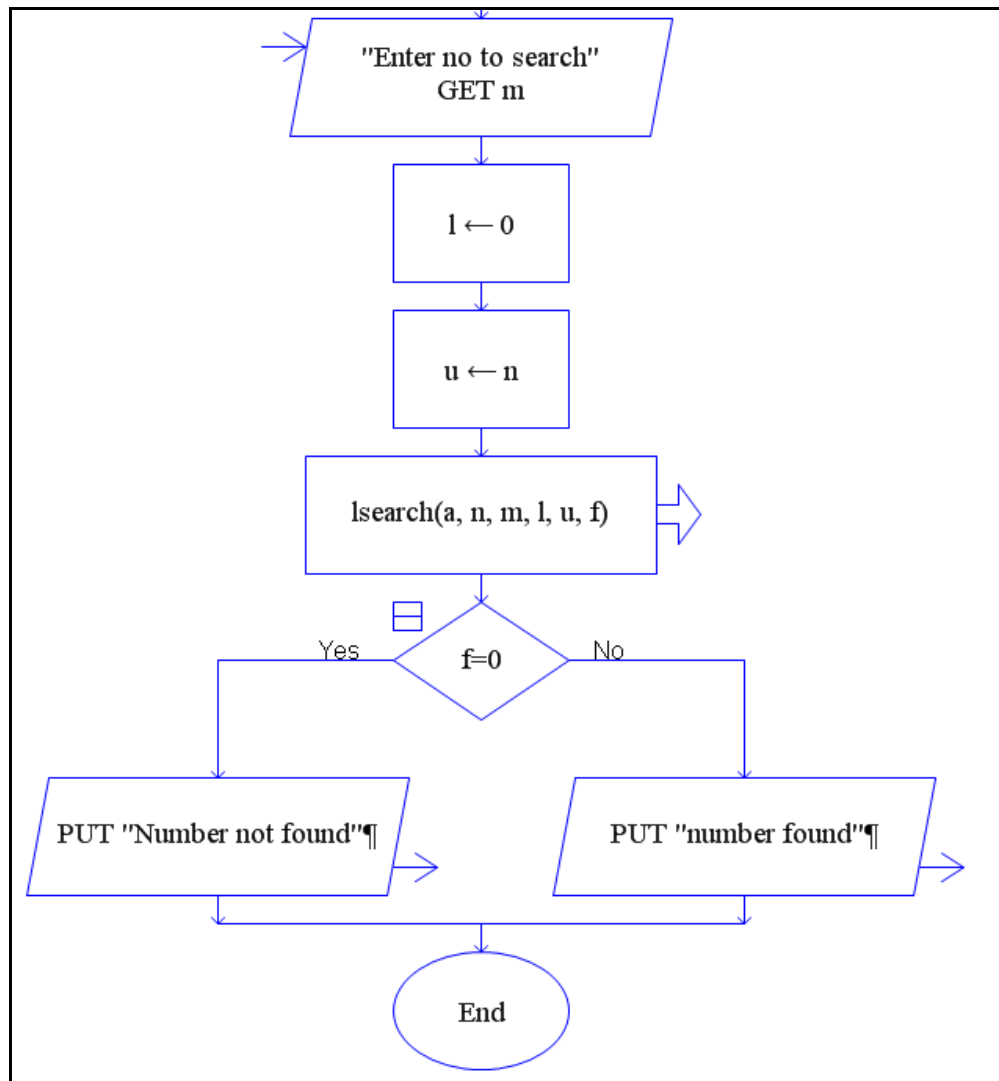 "Enter no to search"
GET m
l ← 0
u ← n
lsearch(a, n, m, l, u, f)
Yes
f=0
No
PUT "Number not found"¶
PUT "number found"¶
End